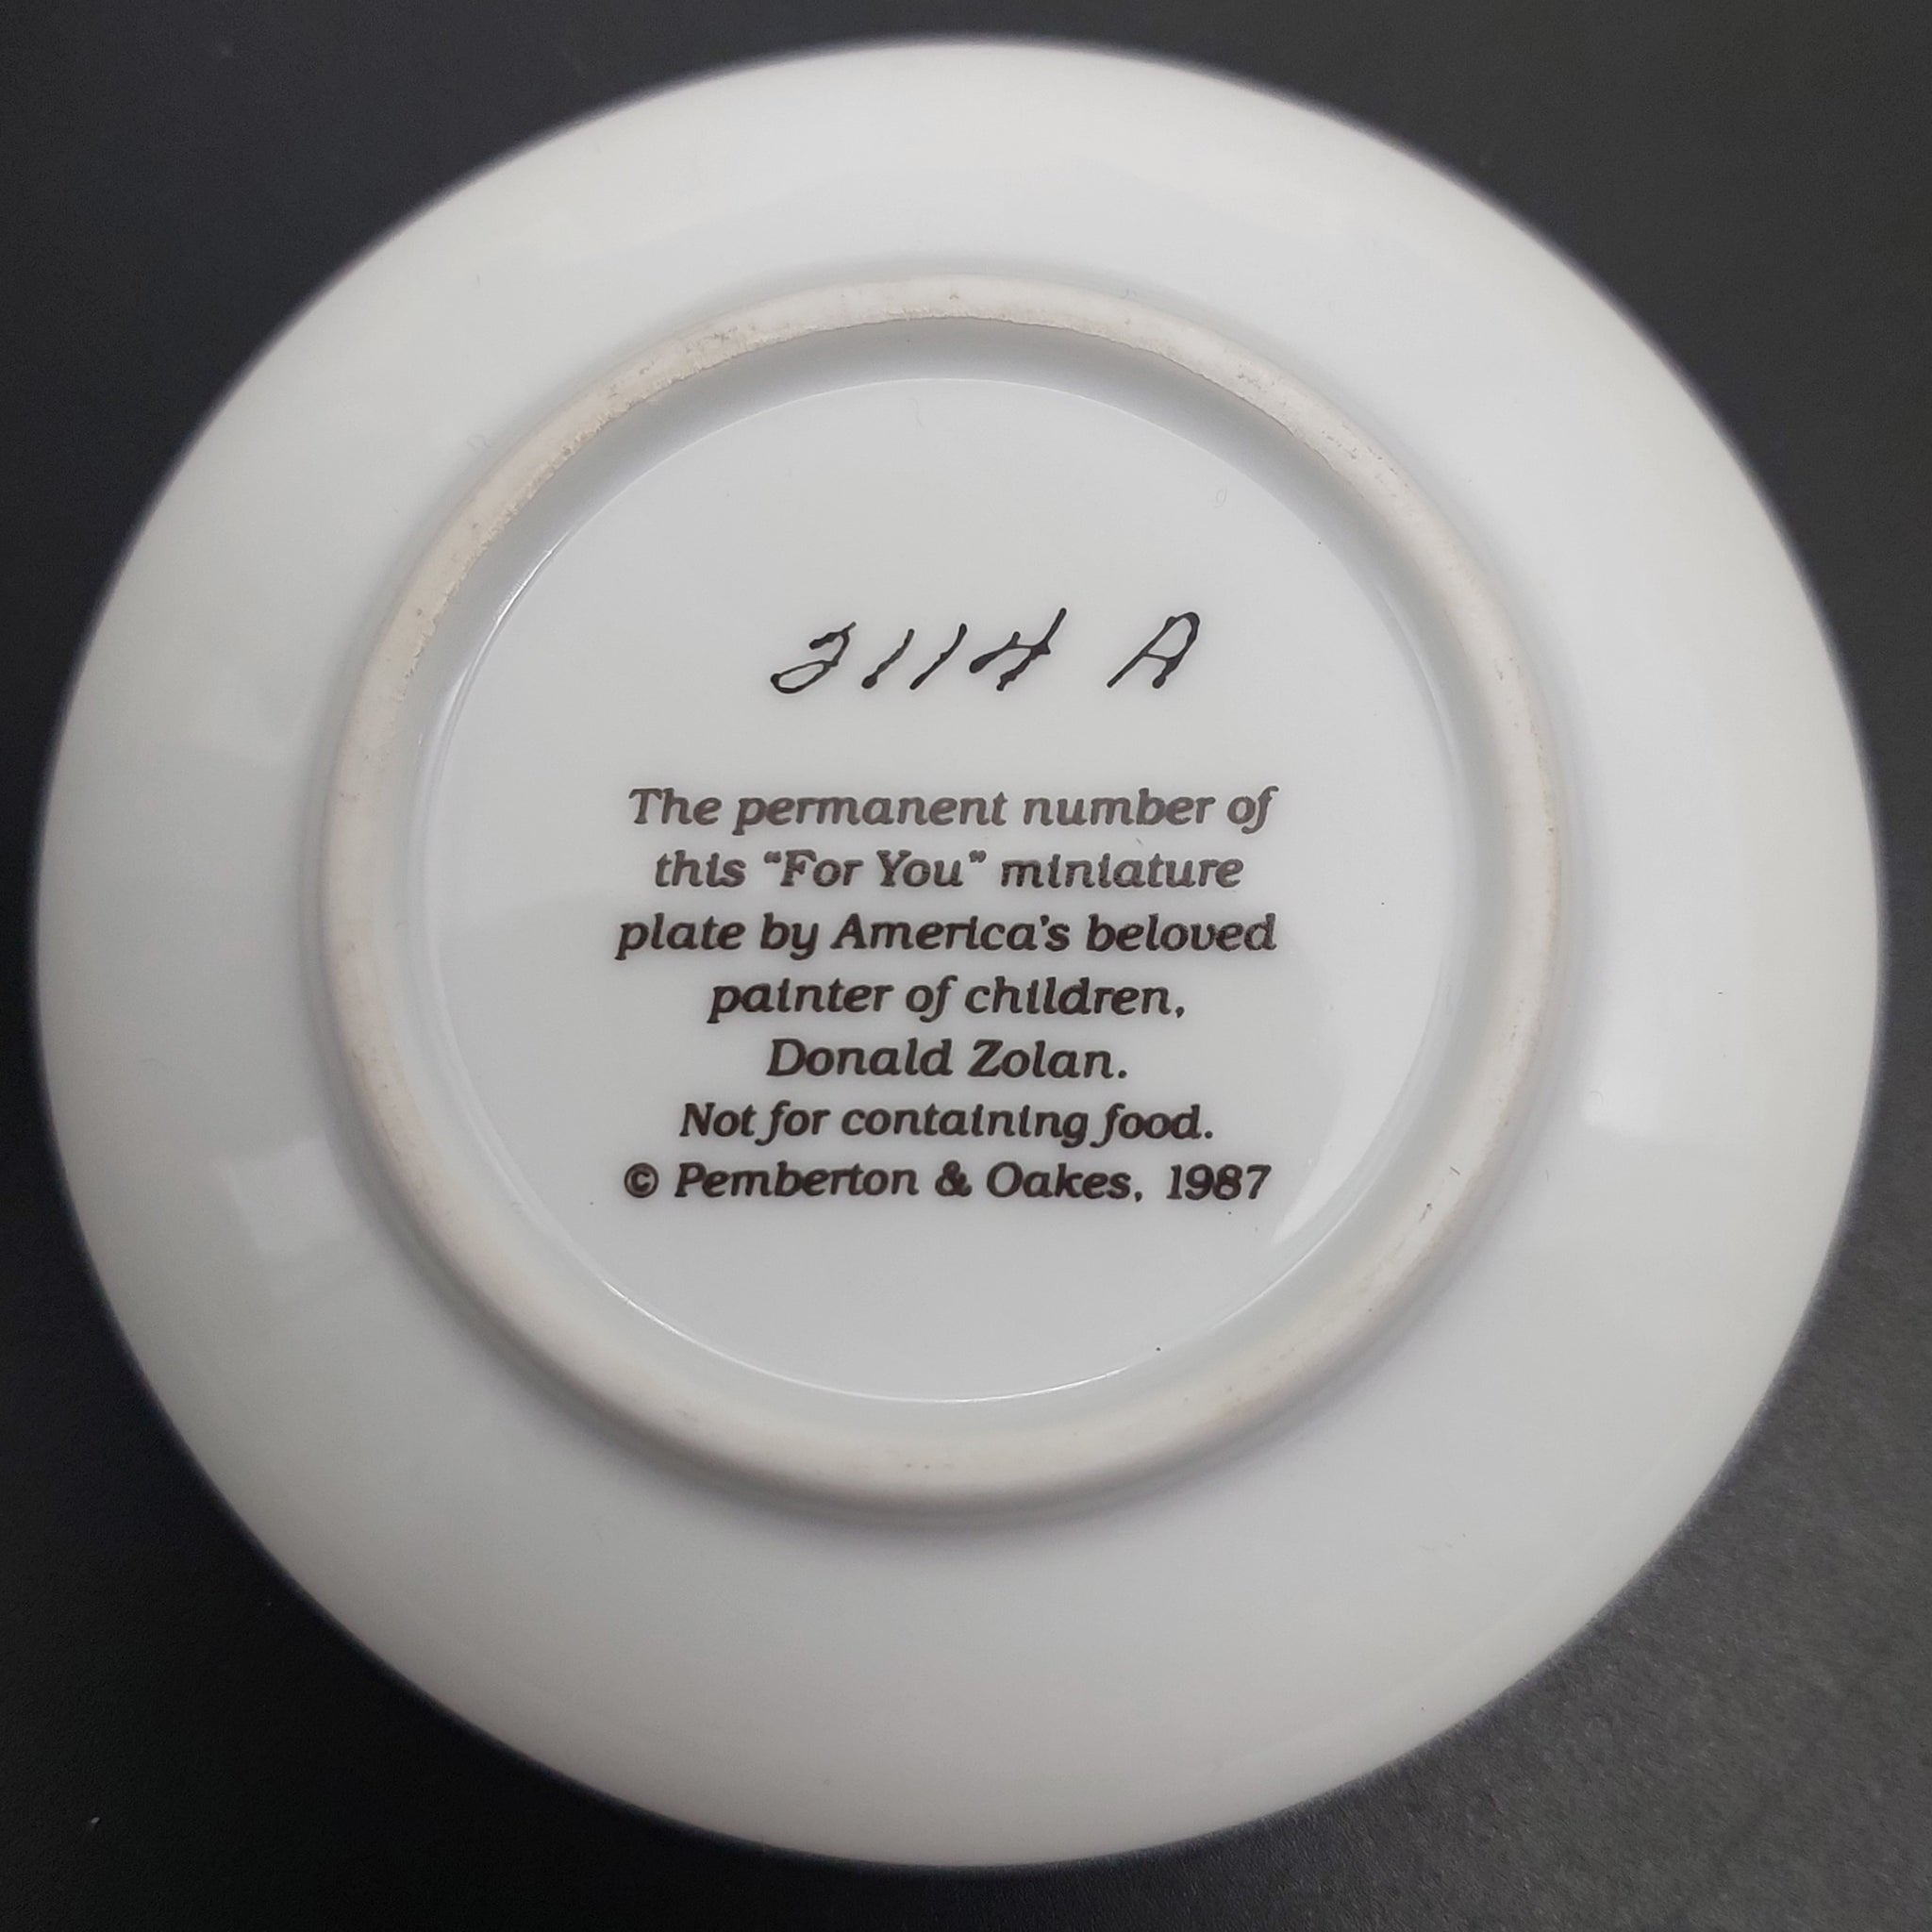 2114 A
The permanent number of
this “For You” miniature
plate by America's beloved
painter of children,
Donald Zolan.
Not for containing food.
© Pemberton & Oakes, 1987